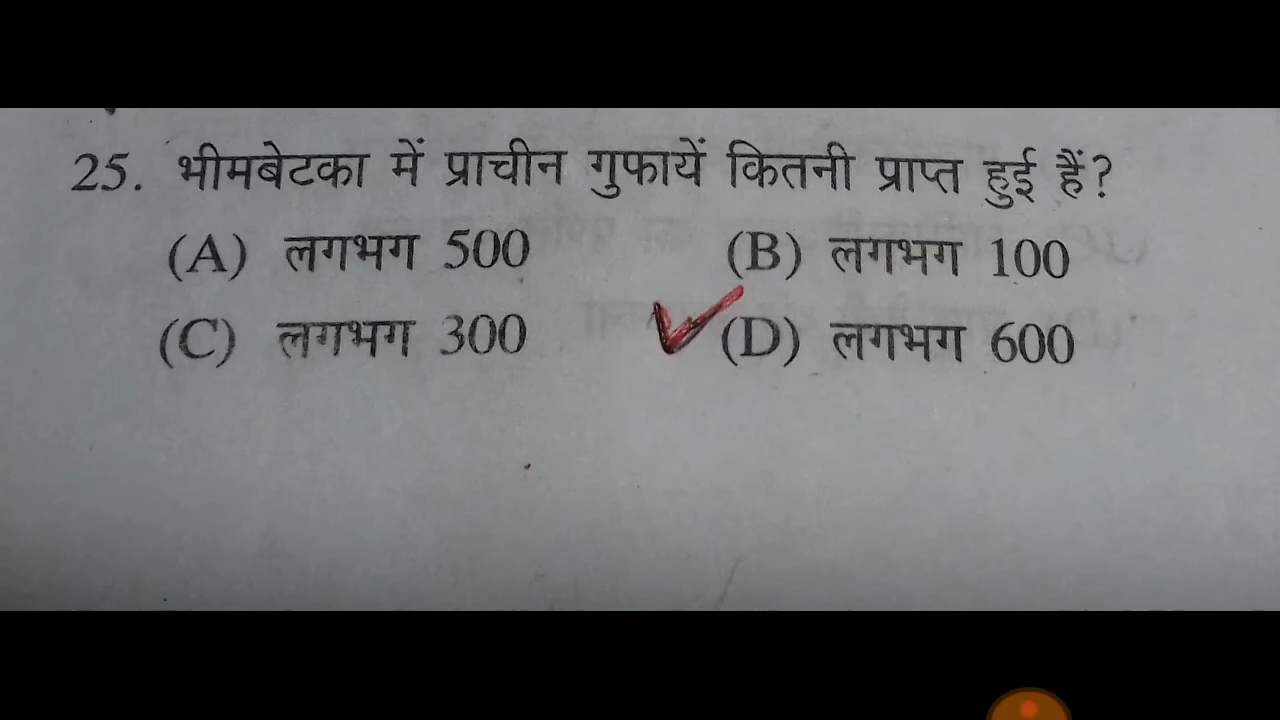 25. भीमबेटका में प्राचीन गुफायें कितनी प्राप्त हुई हैं?
(A) लगभग 500 (B) लगभग 100
(C) लगभग 300 (D) लगभग 600